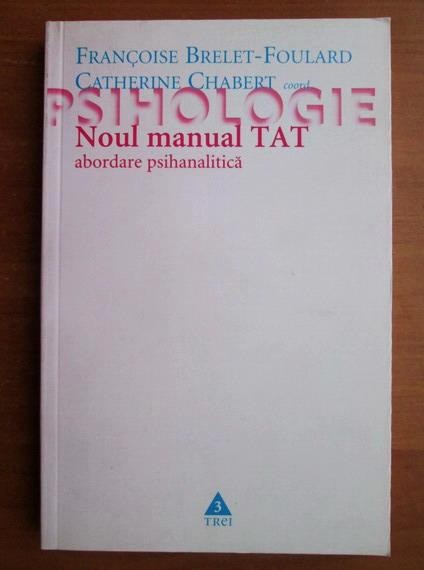 FRANÇOISE BRELET-FOULARD
CATHERINE CHABERT coord.
PSIHOLOGIE
Noul manual TAT
abordare psihanalitică
3
TREI